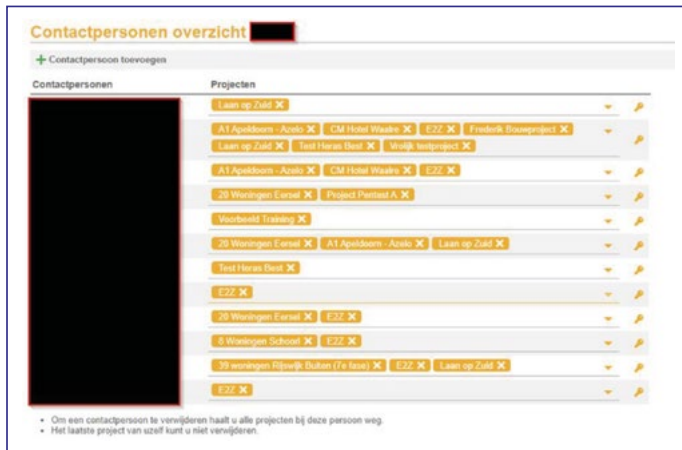 Contactpersonen overzicht
Contactpersoon toevoegen
Contactpersonen Projecten
Laan op Zuid ✕
A1 Apeldoorn - Azelo ✕ CM Hotel Waalre ✕ E2Z ✕ Frederik Bouwproject ✕
Laan op Zuid ✕ Test Heras Best ✕ Vrolijk testproject ✕
A1 Apeldoorn - Azelo ✕ CM Hotel Waalre ✕ E2Z ✕
20 Woningen Eersel ✕ Project Pentest A ✕
Voorbeeld Training ✕
20 Woningen Eersel ✕ A1 Apeldoorn - Azelo ✕ Laan op Zuid ✕
Test Heras Best ✕
E2Z ✕
20 Woningen Eersel ✕ E2Z ✕
8 Woningen Schoorl ✕ E2Z ✕
39 woningen Rijswijk Buiten (7e fase) ✕ E2Z ✕ Laan op Zuid ✕
E2Z ✕
• Om een contactpersoon te verwijderen haalt u alle projecten bij deze persoon weg.
• Het laatste project van uzelf kunt u niet verwijderen.